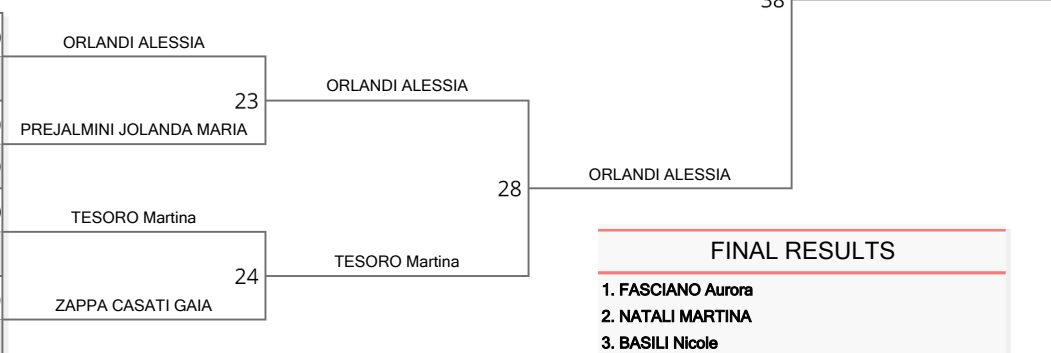 38
ORLANDI ALESSIA
ORLANDI ALESSIA
23
PREJALMINI JOLANDA MARIA
ORLANDI ALESSIA
28
TESORO Martina
TESORO Martina
24
ZAPPA CASATI GAIA
FINAL RESULTS
1. FASCIANO Aurora
2. NATALI MARTINA
3. BASILI Nicole